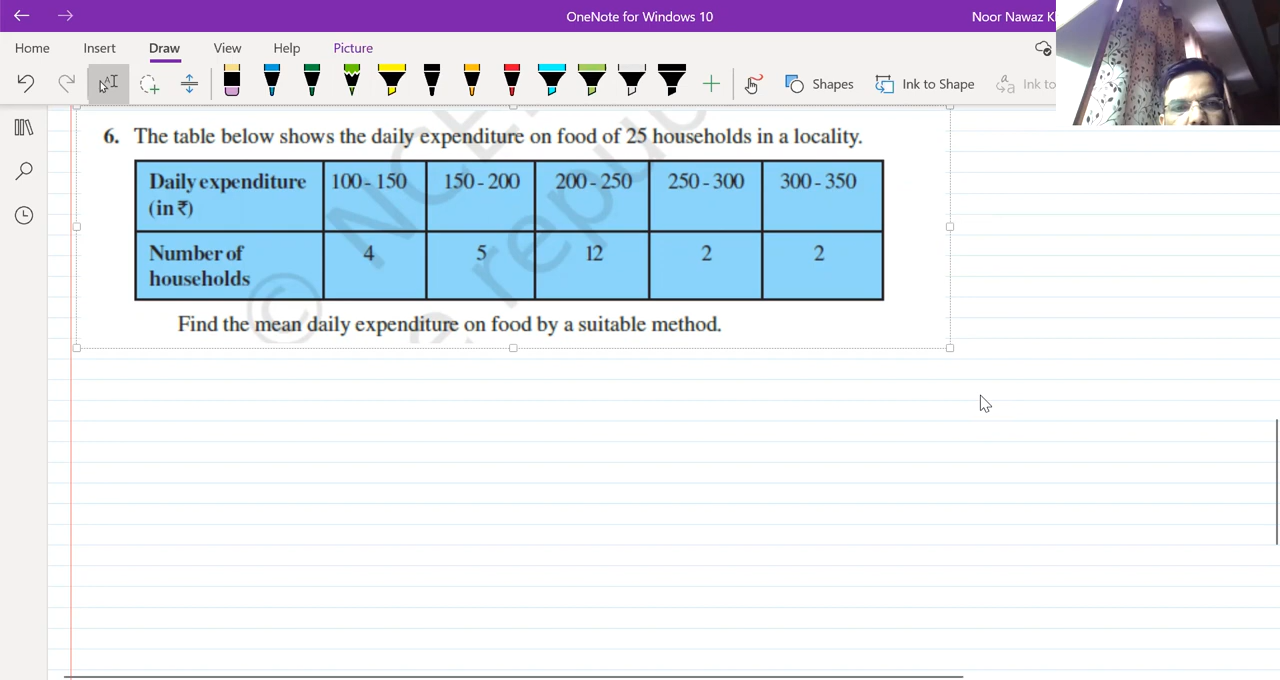 OneNote for Windows 10
Noor Nawaz Kh
Home Insert Draw View Help Picture
Shapes Ink to Shape Ink to
© NCE
e repu
6. The table below shows the daily expenditure on food of 25 households in a locality.
Daily expenditure (in ₹) 100 - 150 150 - 200 200 - 250 250 - 300 300 - 350
Number of households 4 5 12 2 2
Find the mean daily expenditure on food by a suitable method.